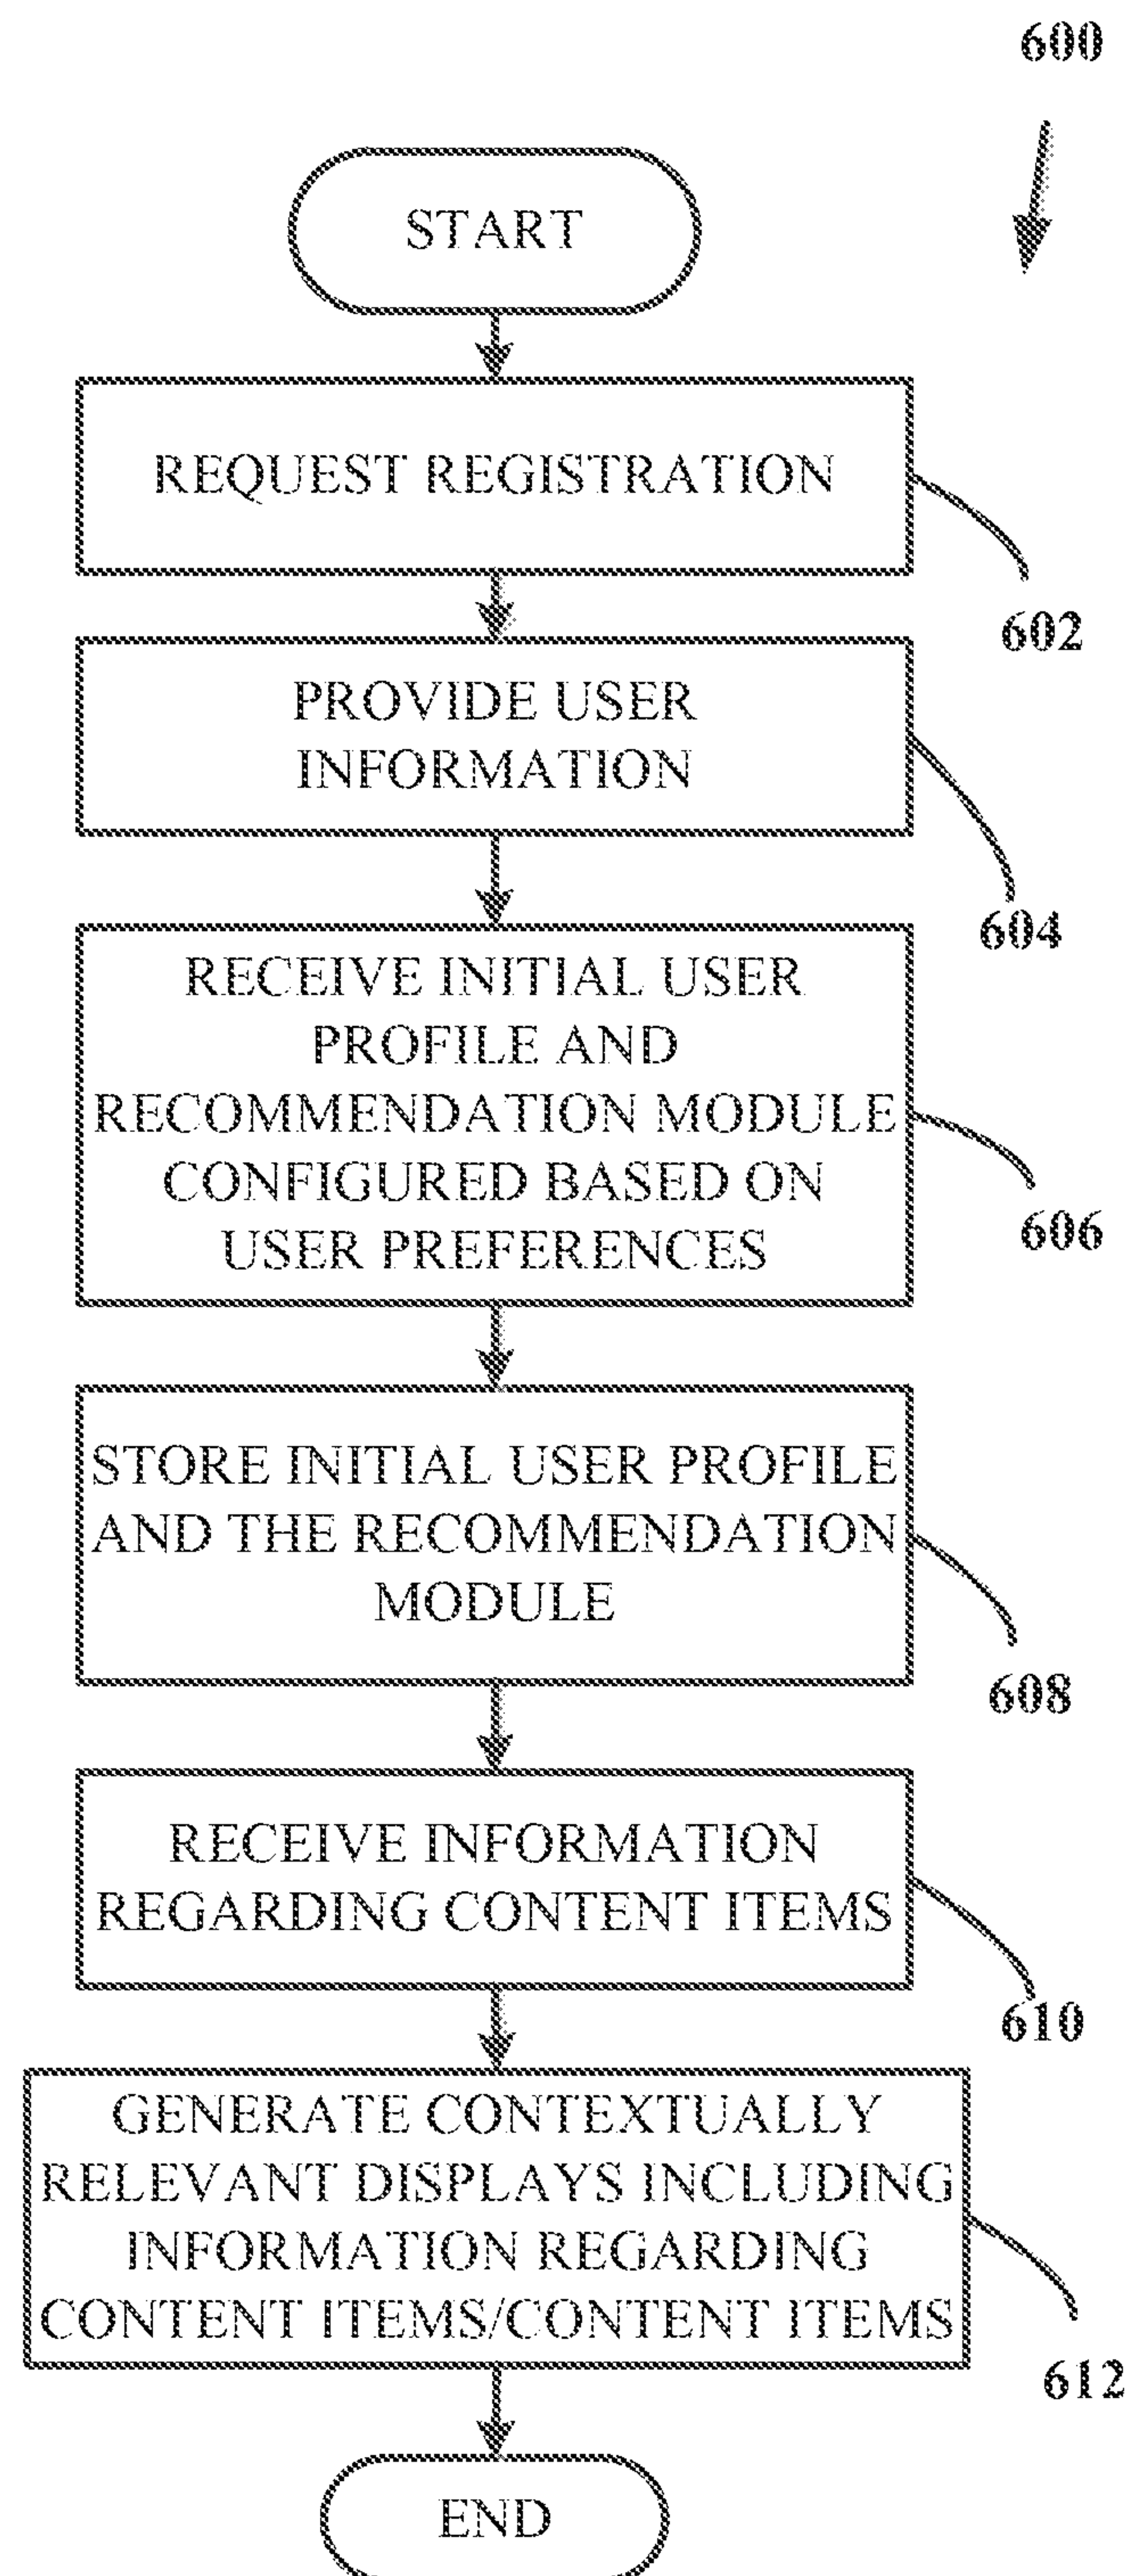 600
START
REQUEST REGISTRATION
602
PROVIDE USER
INFORMATION
604
RECEIVE INITIAL USER
PROFILE AND
RECOMMENDATION MODULE
CONFIGURED BASED ON
USER PREFERENCES
606
STORE INITIAL USER PROFILE
AND THE RECOMMENDATION
MODULE
608
RECEIVE INFORMATION
REGARDING CONTENT ITEMS
610
GENERATE CONTEXTUALLY
RELEVANT DISPLAYS INCLUDING
INFORMATION REGARDING
CONTENT ITEMS/CONTENT ITEMS
612
END